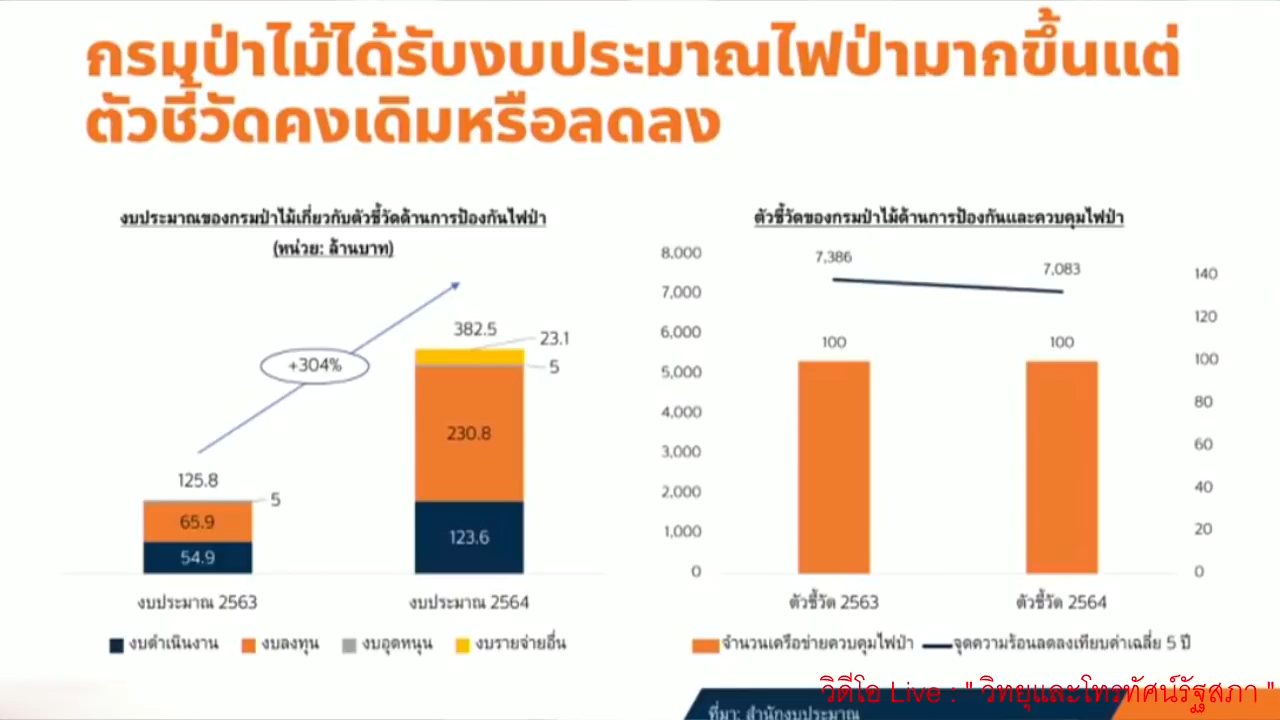 กรมป่าไม้ได้รับงบประมาณไฟป่ามากขึ้นแต่
ตัวชี้วัดคงเดิมหรือลดลง
งบประมาณของกรมป่าไม้เกี่ยวกับตัวชี้วัดด้านการป้องกันไฟป่า
(หน่วย: ล้านบาท)
+304%
125.8
5
65.9
54.9
382.5
23.1
5
230.8
123.6
งบประมาณ 2563
งบประมาณ 2564
งบดำเนินงาน
งบลงทุน
งบอุดหนุน
งบรายจ่ายอื่น
ตัวชี้วัดของกรมป่าไม้ด้านการป้องกันและควบคุมไฟป่า
8,000
7,000
6,000
5,000
4,000
3,000
2,000
1,000
0
7,386
7,083
100
100
140
120
100
80
60
40
20
0
ตัวชี้วัด 2563
ตัวชี้วัด 2564
จำนวนเครือข่ายควบคุมไฟป่า
จุดความร้อนลดลงเทียบค่าเฉลี่ย 5 ปี
วิดีโอ Live : " วิทยุและโทรทัศน์รัฐสภา "
ที่มา: สำนักงบประมาณ